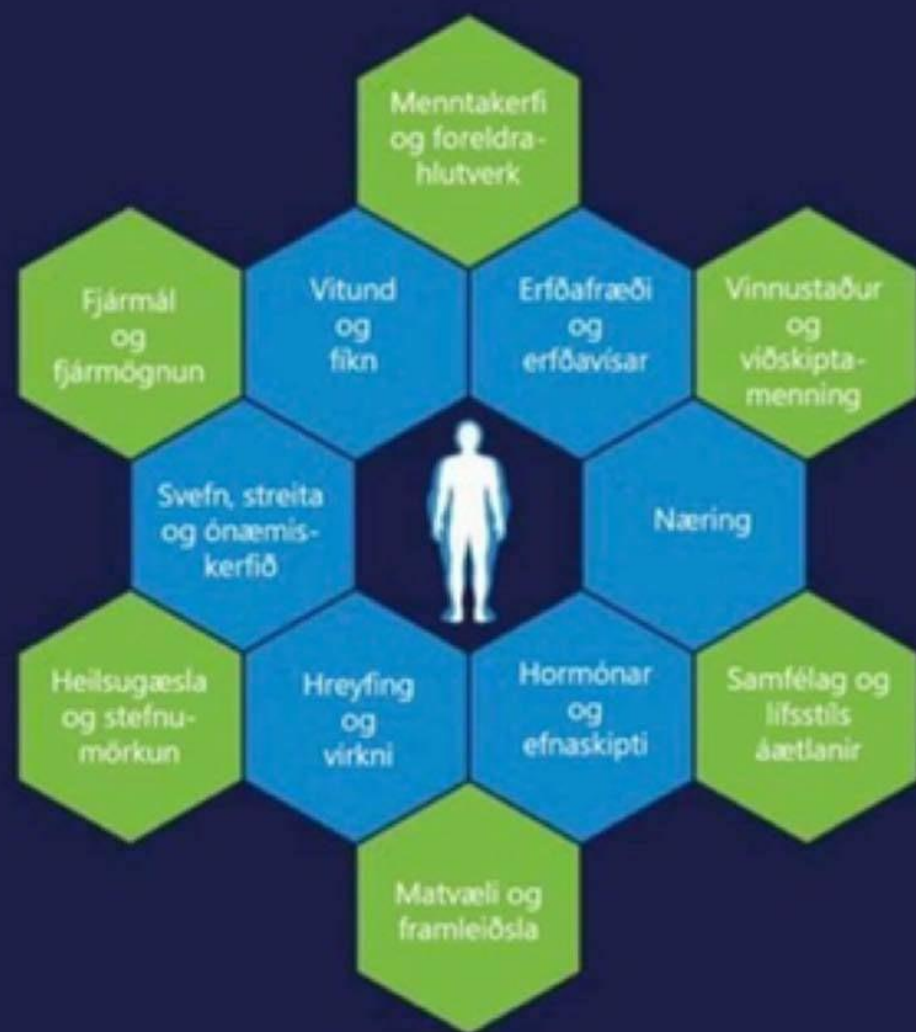 Menntakerfi
og foreldra-
hlutverk
Fjármál
og
fjármögnun
Vitund
og
fíkn
Erfðafræði
og
erfðavísar
Vinnustaður
og
viðskipta-
menning
Svefn, streita
og ónæmis-
kerfið
Næring
Heilsugæsla
og stefnu-
mörkun
Hreyfing
og
virkni
Hormónar
og
efnaskipti
Samfélag og
lífsstíls
áætlanir
Matvæli og
framleiðsla